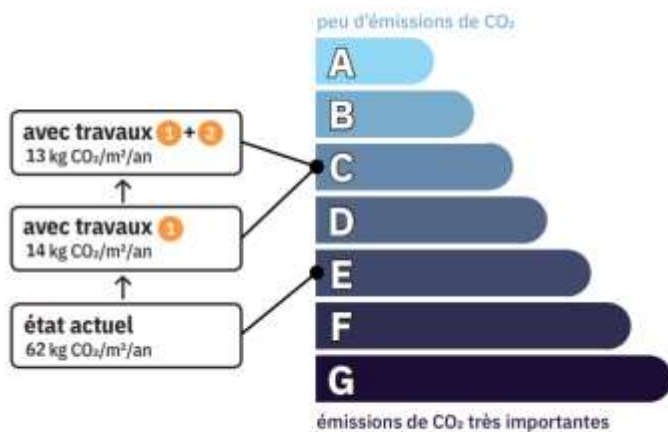 peu d'émissions de CO₂
A
B
C
D
E
F
G
émissions de CO₂ très importantes
avec travaux 1 + 2
13 kg CO₂/m²/an
avec travaux 1
14 kg CO₂/m²/an
état actuel
62 kg CO₂/m²/an